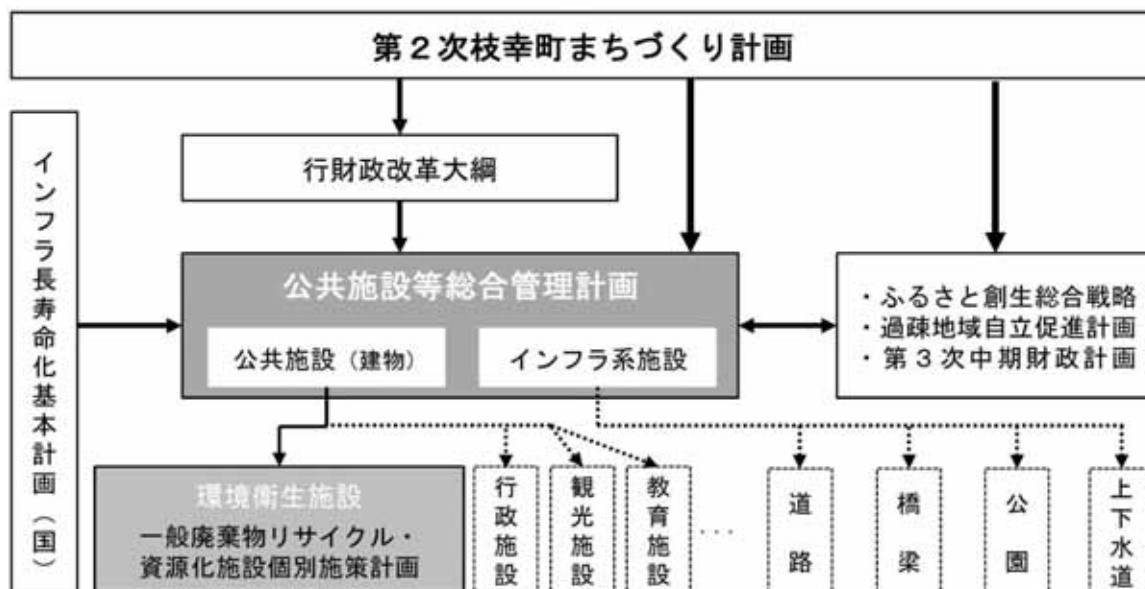 第２次枝幸町まちづくり計画
インフラ長寿命化基本計画（国）
行財政改革大綱
公共施設等総合管理計画
公共施設（建物）
インフラ系施設
・ふるさと創生総合戦略
・過疎地域自立促進計画
・第３次中期財政計画
環境衛生施設
一般廃棄物リサイクル・
資源化施設個別施策計画
行政施設
観光施設
教育施設
・・・
道路
橋梁
公園
上下水道